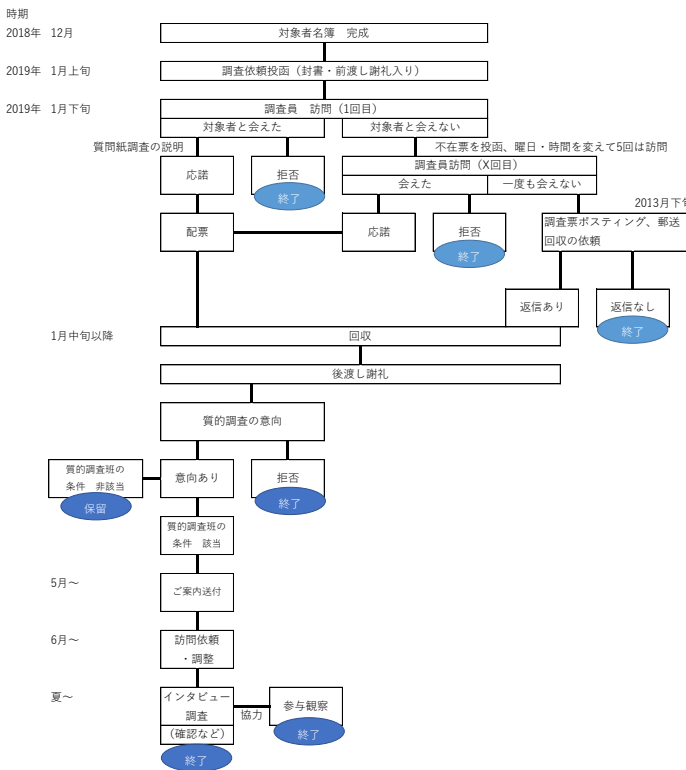 時期
2018年 12月
対象者名簿 完成
2019年 1月上旬
調査依頼投函(封書・前渡し謝礼入り)
2019年 1月下旬
調査員 訪問(1回目)
対象者と会えた
対象者と会えない
質問紙調査の説明
不在票を投函、曜日・時間を変えて5回は訪問
応諾
拒否
終了
調査員訪問(X回目)
会えた
一度も会えない
2013月下旬
配票
応諾
拒否
終了
調査票ポスティング、郵送
回収の依頼
返信あり
返信なし
終了
1月中旬以降
回収
後渡し謝礼
質的調査の意向
質的調査班の
条件 非該当
保留
意向あり
拒否
終了
質的調査班の
条件 該当
5月～
ご案内送付
6月～
訪問依頼
・調整
夏～
インタビュー
調査
(確認など)
終了
協力
参与観察
終了